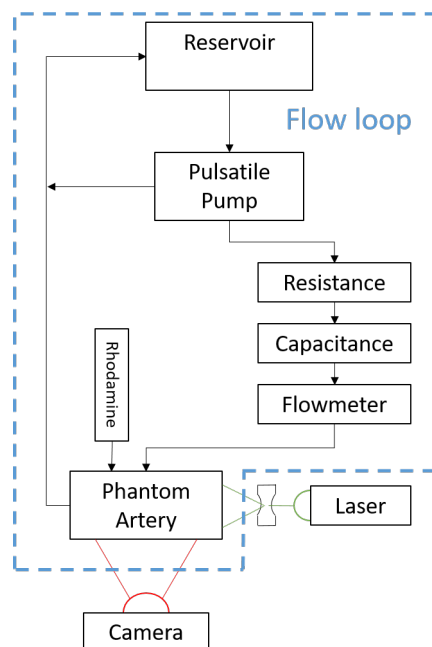 Reservoir
Flow loop
Pulsatile
Pump
Resistance
Capacitance
Rhodamine
Flowmeter
Phantom
Artery
Laser
Camera